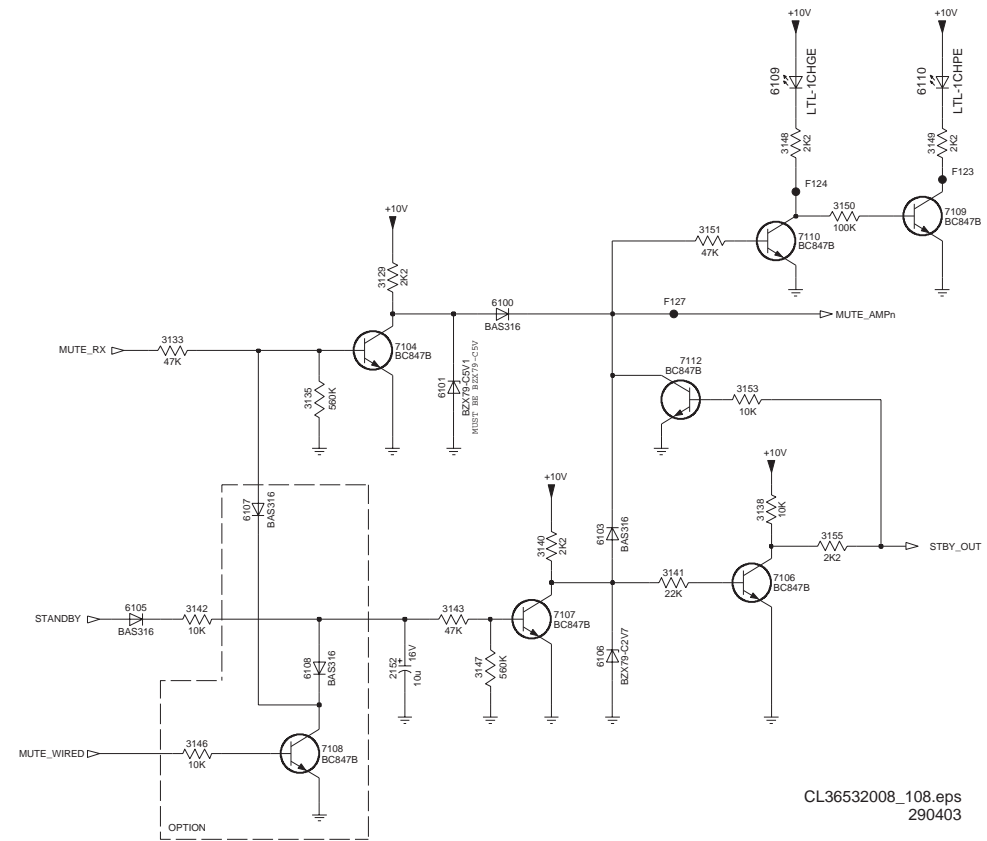 +10V
+10V
6109
LTL-1CHGE
6110
LTL-1CHPE
3148
2K2
3149
2K2
F124
F123
+10V
3151
47K
7110
BC847B
3150
100K
7109
BC847B
3129
2K2
6100
BAS316
F127
MUTE_AMPn
MUTE_RX
3133
47K
7104
BC847B
3135
560K
6101
BZX79-C5V1
MUST BE BZX79-C5V
7112
BC847B
3153
10K
+10V
+10V
6107
BAS316
3140
2K2
6103
BAS316
3138
10K
3155
2K2
STBY_OUT
3141
22K
7106
BC847B
STANDBY
6105
BAS316
3142
10K
3143
47K
7107
BC847B
6108
BAS316
2152
16V
10u
3147
560K
6106
BZX79-C2V7
MUTE_WIRED
3146
10K
7108
BC847B
OPTION
CL36532008_108.eps
290403